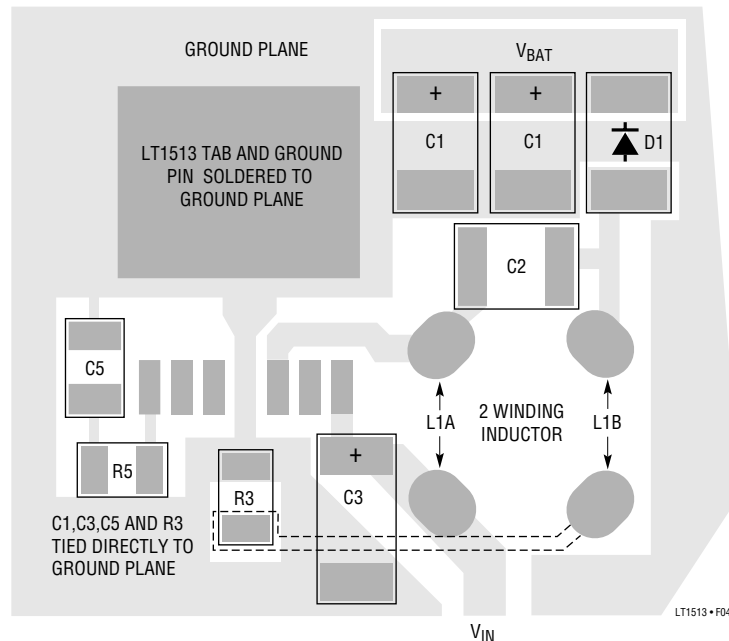 GROUND PLANE
V_BAT
+
+
C1
C1
D1
LT1513 TAB AND GROUND
PIN SOLDERED TO
GROUND PLANE
C2
C5
L1A
2 WINDING
INDUCTOR
L1B
R5
+
R3
C3
C1,C3,C5 AND R3
TIED DIRECTLY TO
GROUND PLANE
LT1513 • F04
V_IN